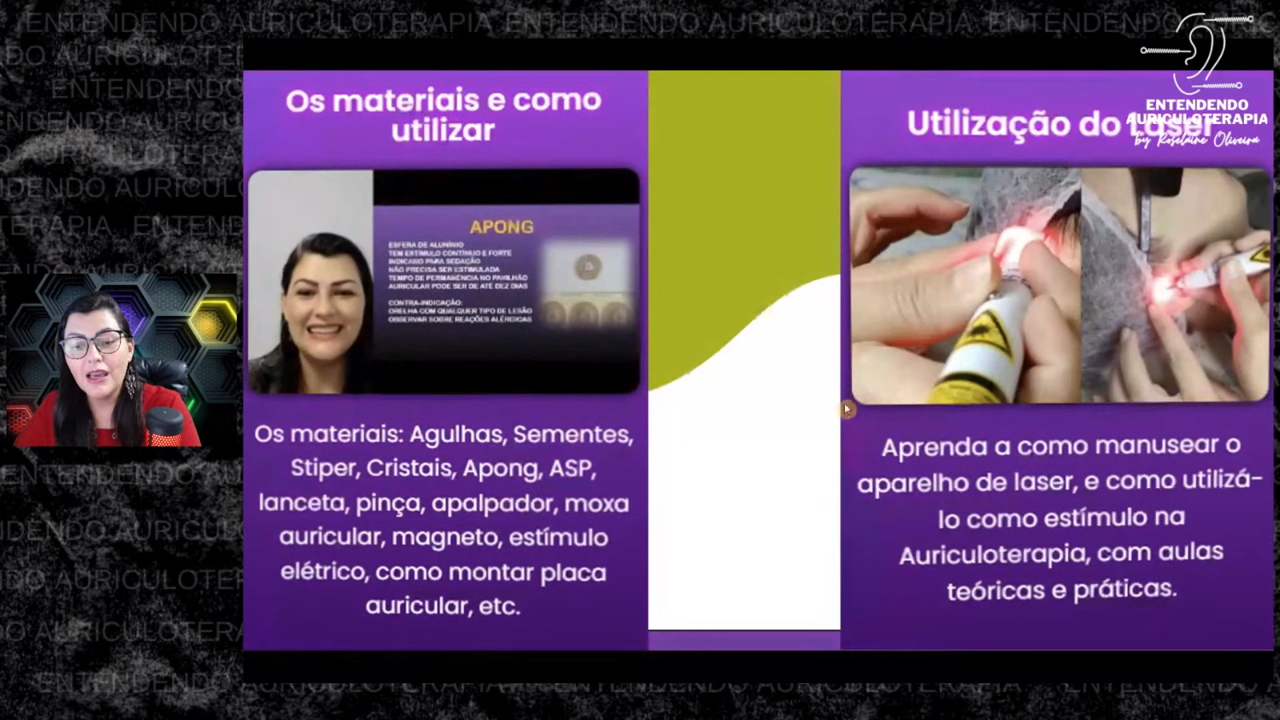 ENTENDENDO AURICULOTERAPIA ENTENDENDO AURICULOTERAPIA ENTENDENDO
Os materiais e como
utilizar
APONG
ESFERA DE ALUMÍNIO
TEM ESTÍMULO CONTÍNUO E FORTE
INDICADO PARA SEDAÇÃO
NÃO PRECISA SER ESTIMULADA
TEMPO DE PERMANÊNCIA NO PAVILHÃO
AURICULAR PODE SER DE ATÉ DEZ DIAS
CONTRA-INDICAÇÃO:
ORELHA COM QUALQUER TIPO DE LESÃO
OBSERVAR SOBRE REAÇÕES ALÉRGICAS
Os materiais: Agulhas, Sementes,
Stiper, Cristais, Apong, ASP,
lanceta, pinça, apalpador, moxa
auricular, magneto, estímulo
elétrico, como montar placa
auricular, etc.
ENTENDENDO
AURICULOTERAPIA
by Roselaine Oliveira
Utilização do Laser
Aprenda a como manusear o
aparelho de laser, e como utilizá-
lo como estímulo na
Auriculoterapia, com aulas
teóricas e práticas.